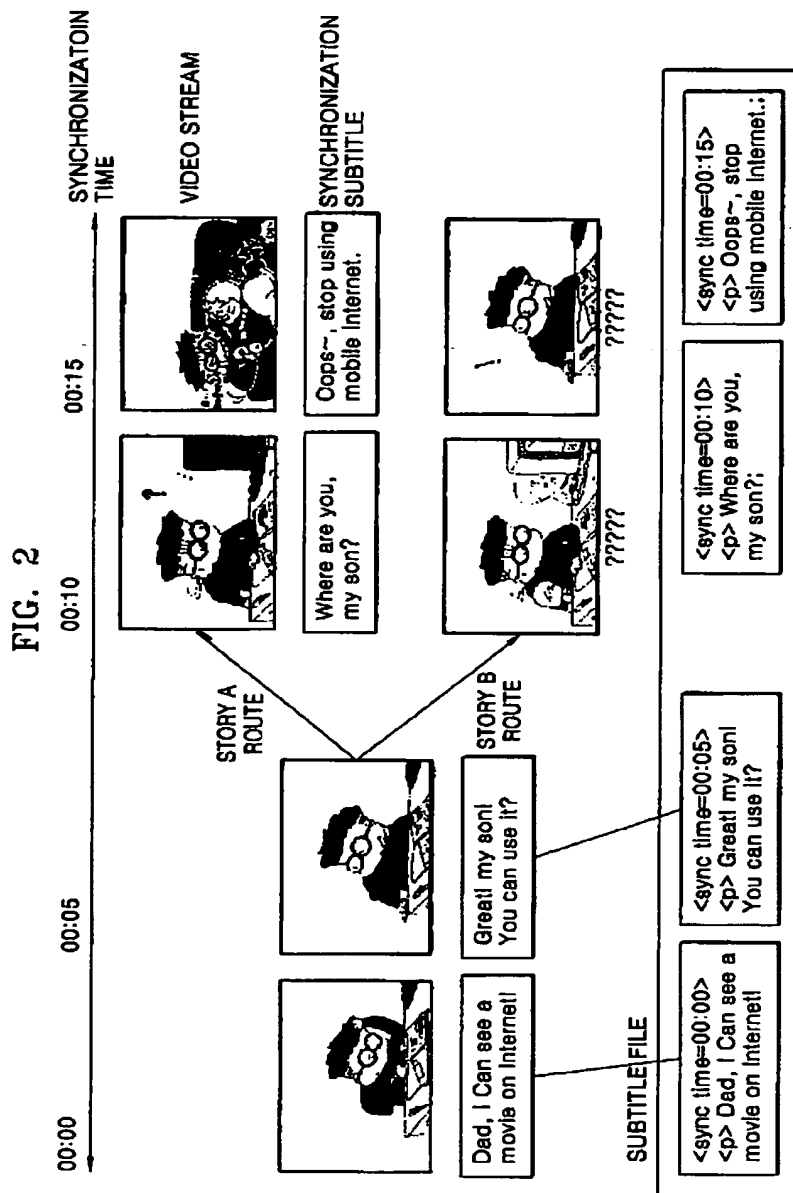 FIG. 2
00:00
00:05
00:10
00:15
SYNCHRONIZATOIN
TIME
VIDEO STREAM
STORY A
ROUTE
?
Where are you,
my son?
Oops~, stop using
mobile Internet.
SYNCHRONIZATION
SUBTITLE
Dad, I Can see a
movie on Internet!
Great! my son!
You can use it?
STORY B
ROUTE
!
?????
?????
SUBTITLE FILE
<sync time=00:00>
<p> Dad, I Can see a
movie on Internet!
<sync time=00:05>
<p> Great! my son!
You can use it?
<sync time=00:10>
<p> Where are you,
my son?;
<sync time=00:15>
<p> Oops~, stop
using mobile Internet.;